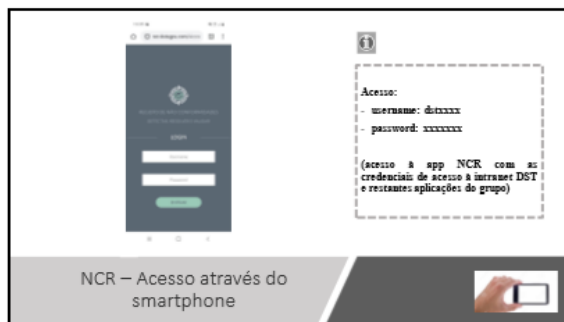 LOGIN
Acesso:
- username: dstxxxx
- password: xxxxxxx
(acesso à app NCR com as
credenciais de acesso à intranet DST
e restantes aplicações do grupo)
NCR – Acesso através do
smartphone